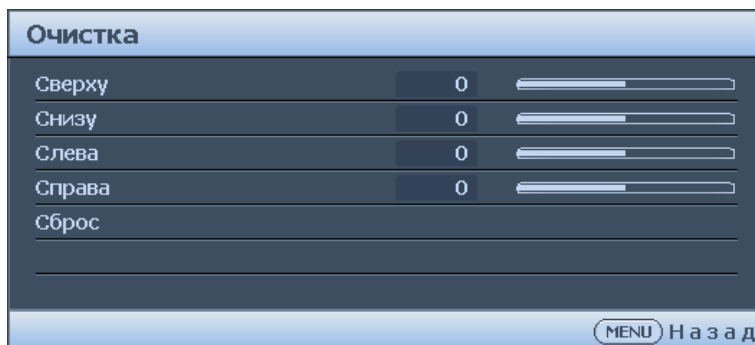 Очистка
Сверху 0
Снизу 0
Слева 0
Справа 0
Сброс
MENU Назад